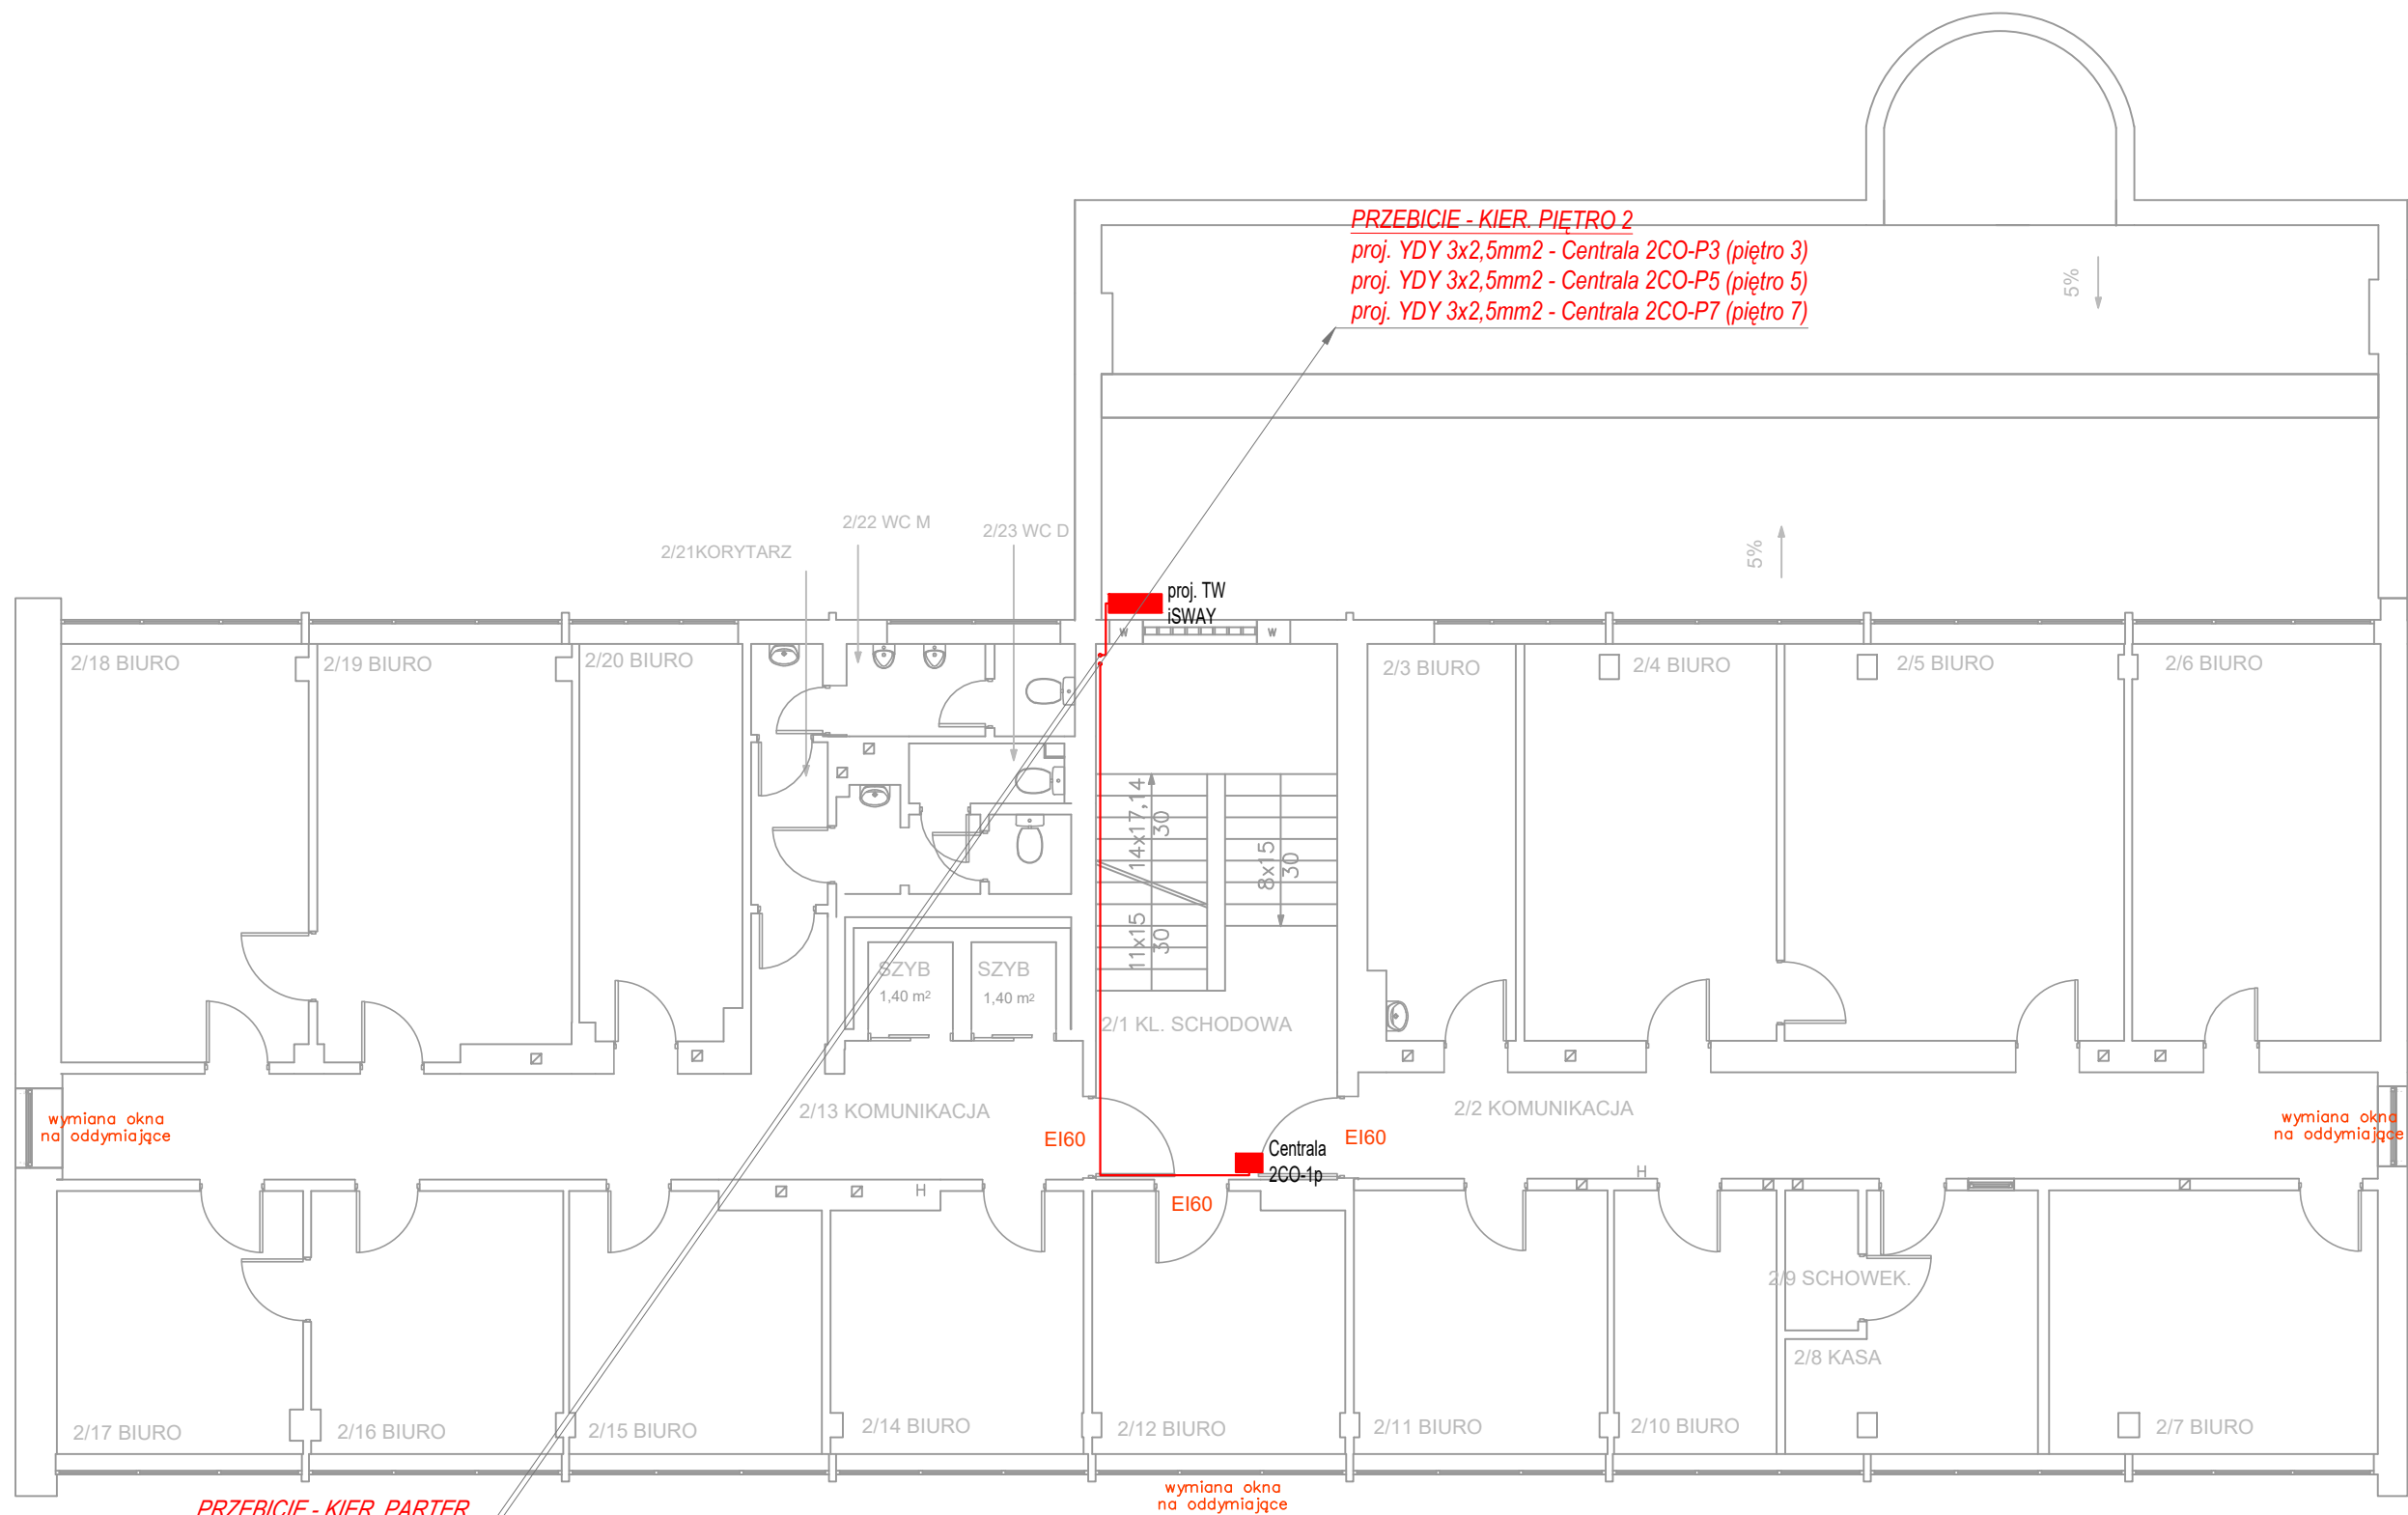 PRZEBICIE - KIER. PIĘTRO 2
proj. YDY 3x2,5mm2 - Centrala 2CO-P3 (piętro 3)
proj. YDY 3x2,5mm2 - Centrala 2CO-P5 (piętro 5)
proj. YDY 3x2,5mm2 - Centrala 2CO-P7 (piętro 7)
5%
2/22 WC M
2/23 WC D
2/21KORYTARZ
5%
proj. TW
iSWAY
W
W
2/18 BIURO
2/19 BIURO
2/20 BIURO
2/3 BIURO
2/4 BIURO
2/5 BIURO
2/6 BIURO
14x17,14
30
8x15
30
11x15
30
SZYB
1,40 m2
SZYB
1,40 m2
2/1 KL. SCHODOWA
wymiana okna
na oddymiające
2/13 KOMUNIKACJA
2/2 KOMUNIKACJA
wymiana okna
na oddymiające
EI60
EI60
Centrala
2CO-1p
H
H
EI60
2/9 SCHOWEK.
2/8 KASA
2/17 BIURO
2/16 BIURO
2/15 BIURO
2/14 BIURO
2/12 BIURO
2/11 BIURO
2/10 BIURO
2/7 BIURO
wymiana okna
na oddymiające
PRZEBICIE - KIER. PARTER